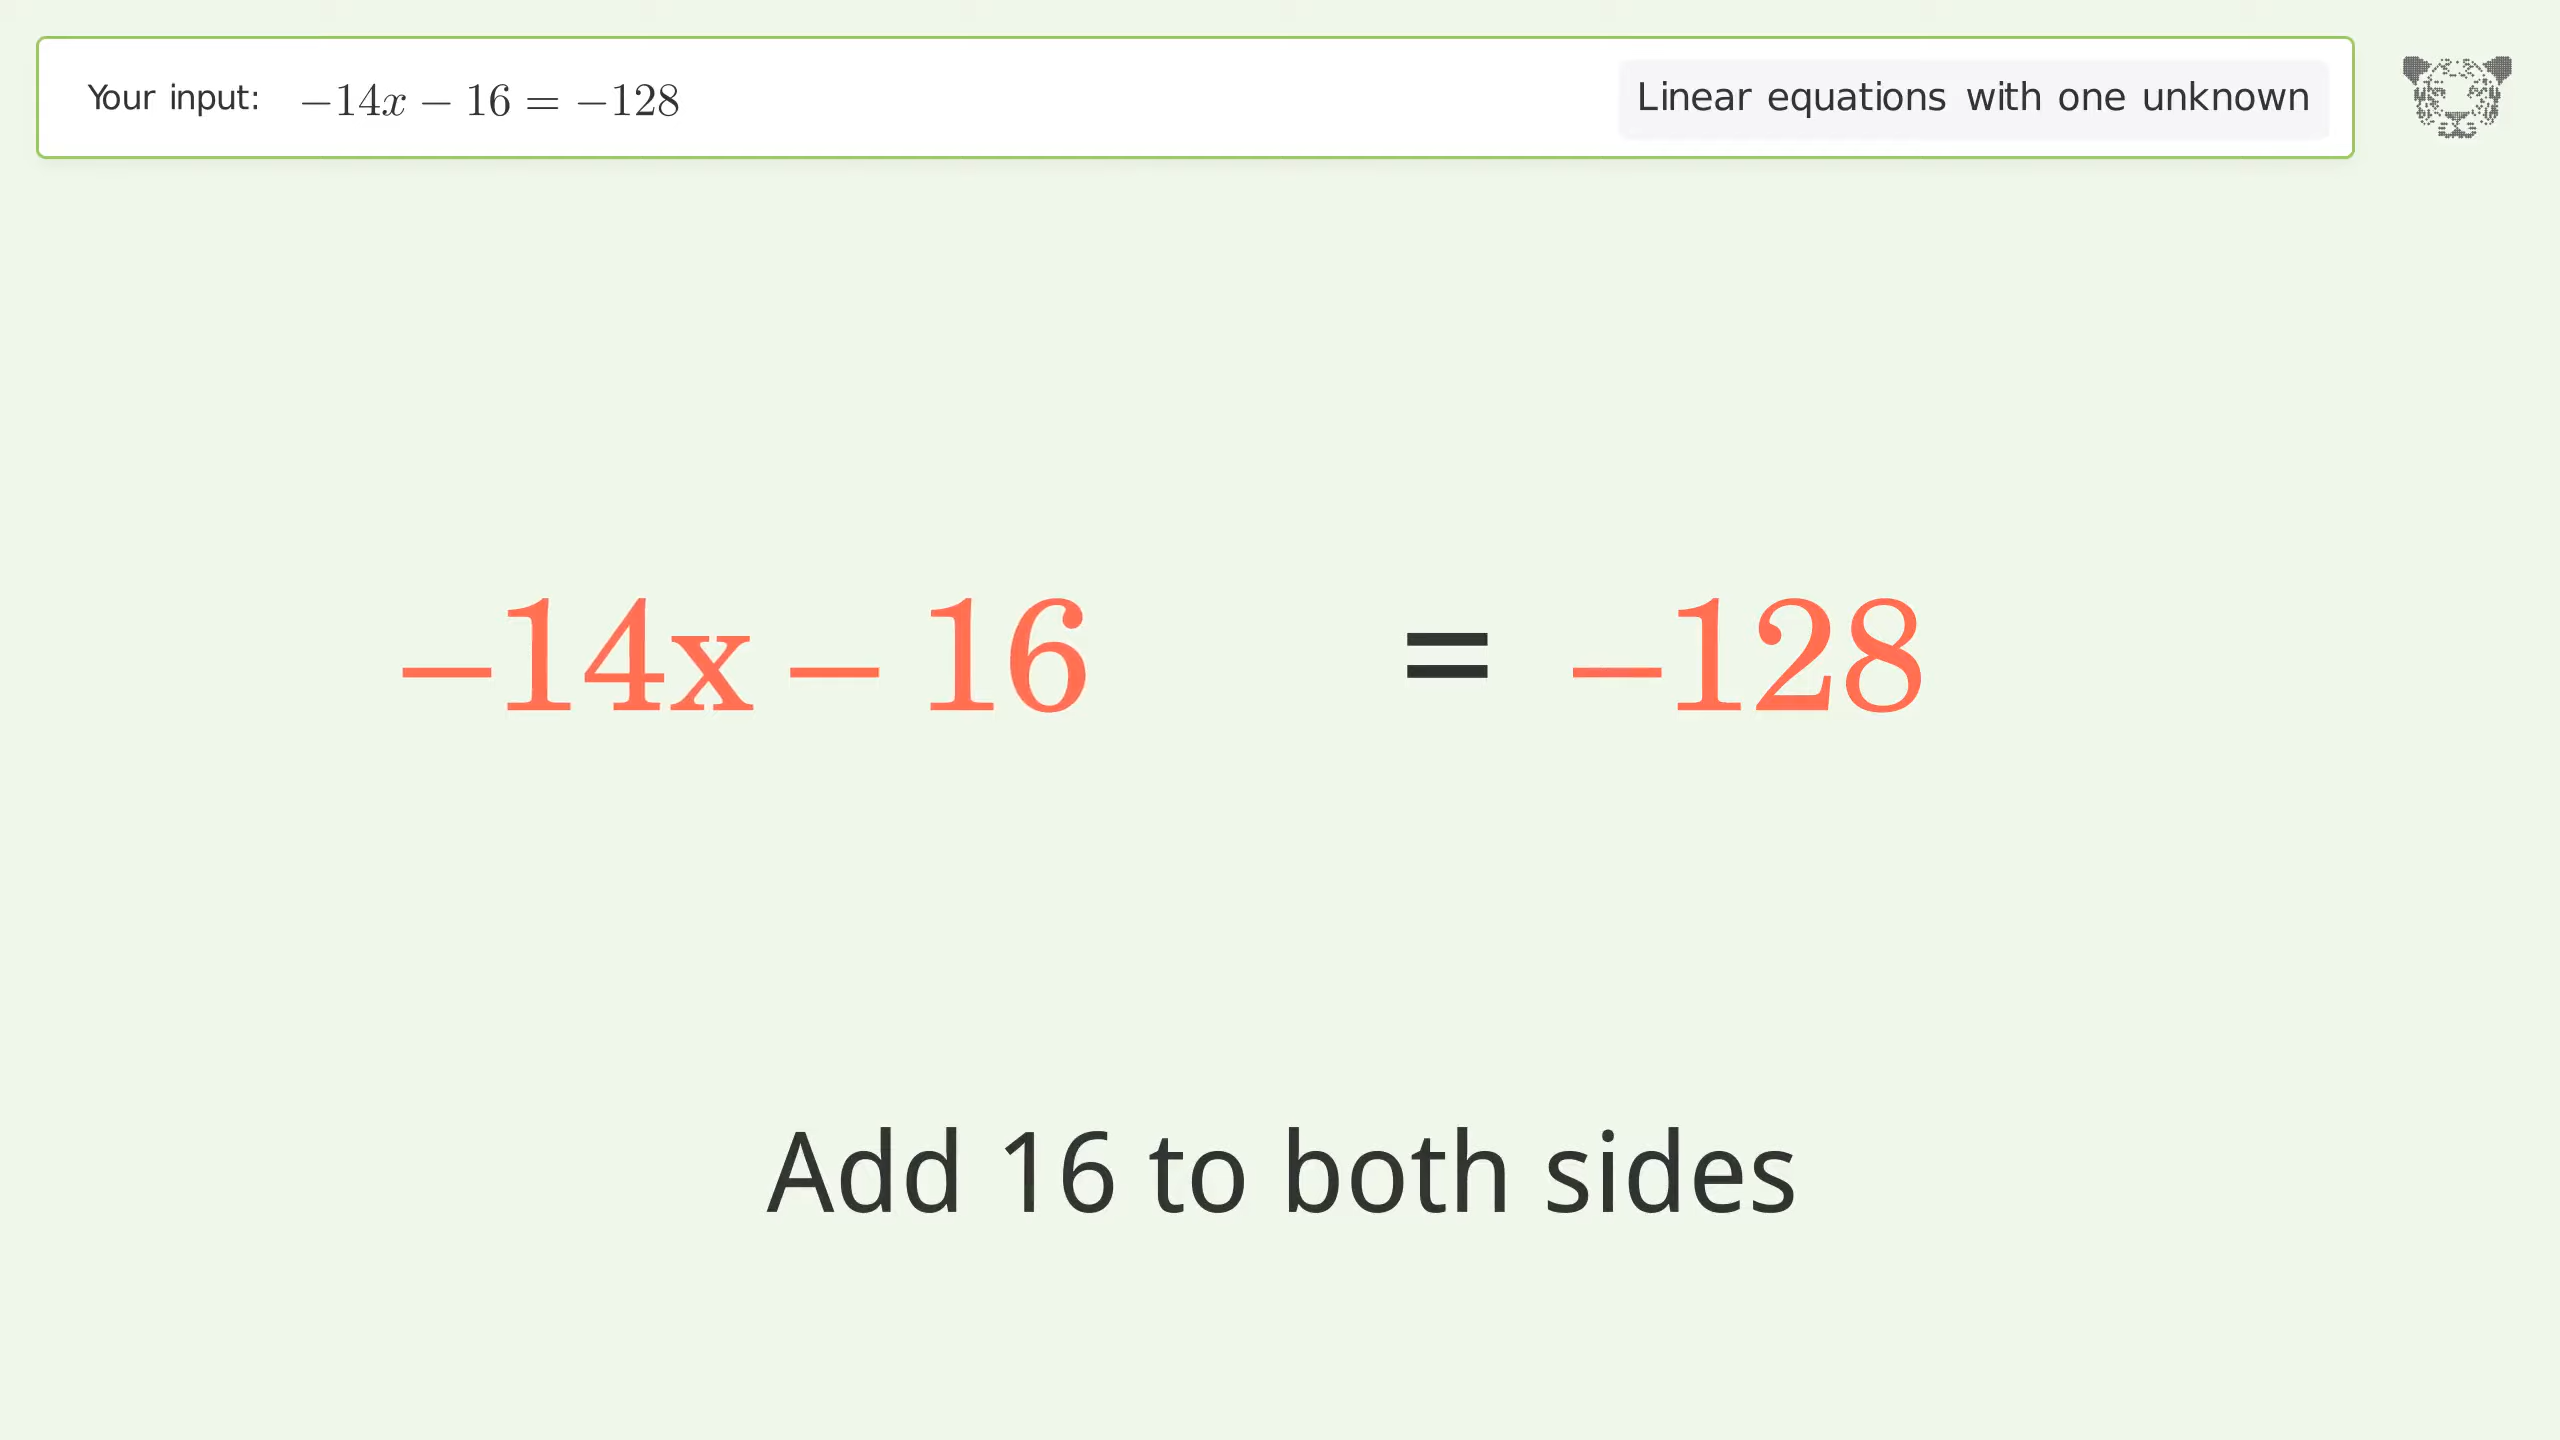 Your input: −14x − 16 = −128
Linear equations with one unknown
−14x − 16 = −128
Add 16 to both sides